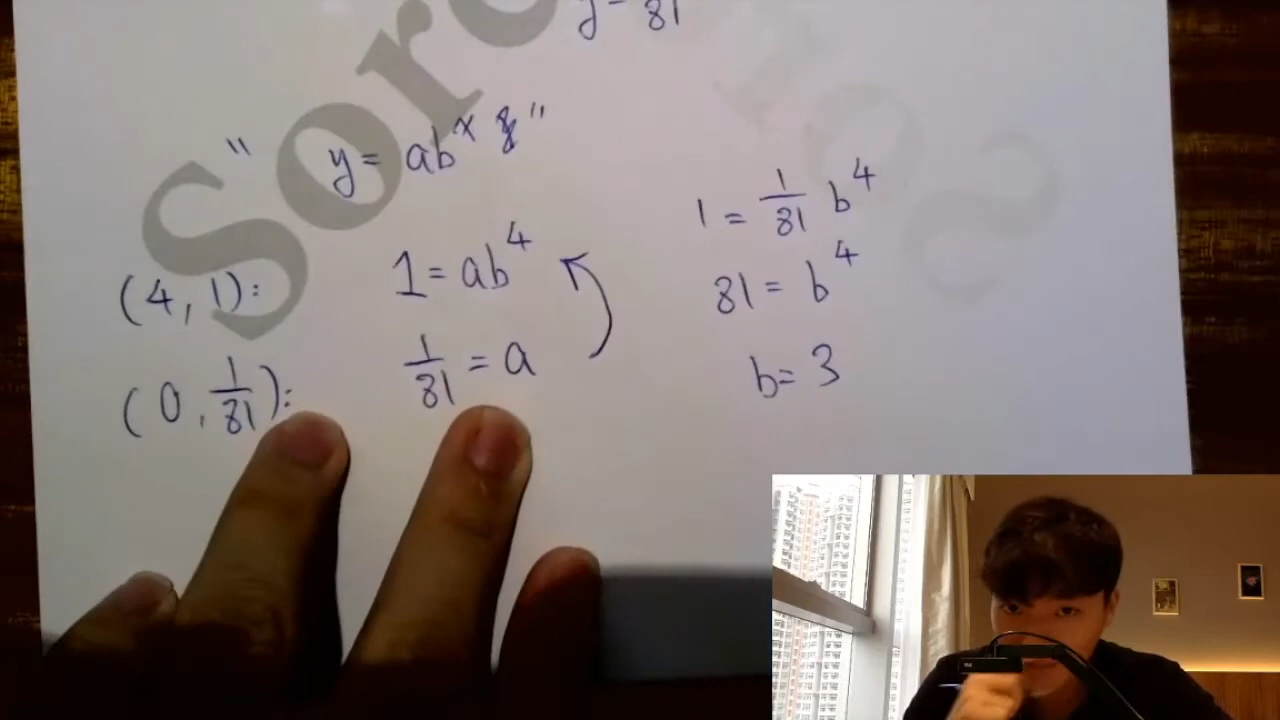 y = 1/81
" y = ab^x "
(4, 1): 1 = ab^4
(0, 1/81): 1/81 = a
1 = 1/81 b^4
81 = b^4
b = 3